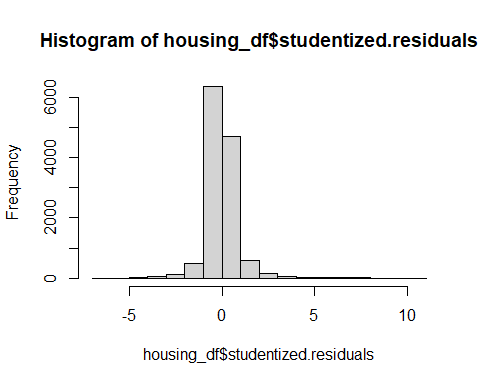 Histogram of housing_df$studentized.residuals
Frequency
6000
4000
2000
0
-5 0 5 10
housing_df$studentized.residuals